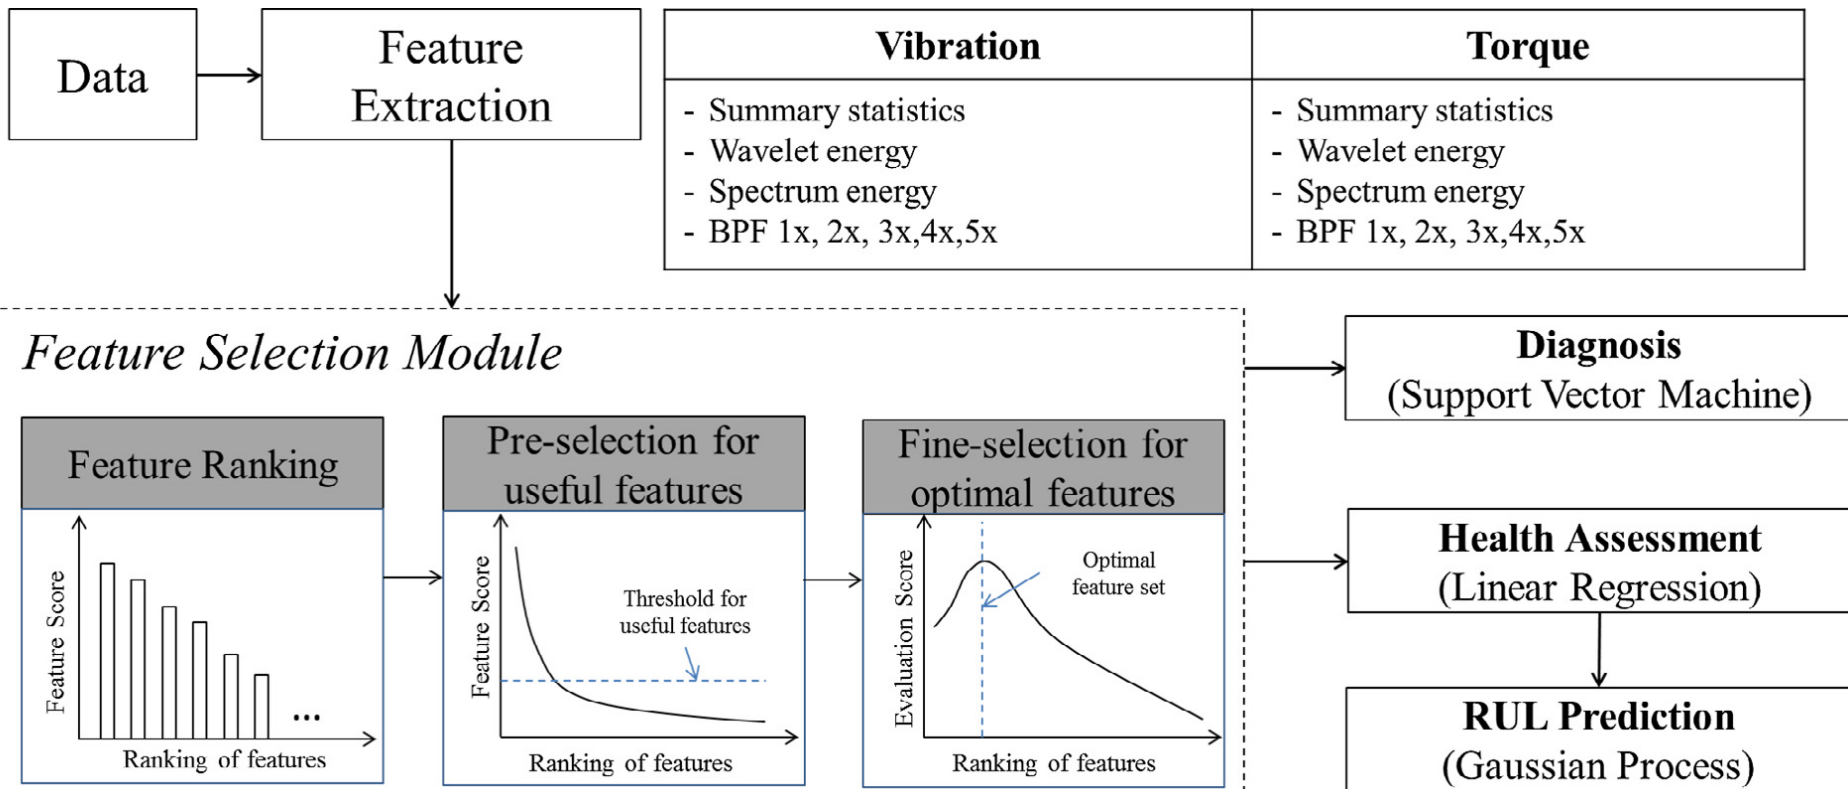 Data
Feature
Extraction
Vibration
Torque
- Summary statistics
- Wavelet energy
- Spectrum energy
- BPF 1x, 2x, 3x,4x,5x
- Summary statistics
- Wavelet energy
- Spectrum energy
- BPF 1x, 2x, 3x,4x,5x
Feature Selection Module
Feature Ranking
Feature Score
...
Ranking of features
Pre-selection for
useful features
Feature Score
Threshold for
useful features
Ranking of features
Fine-selection for
optimal features
Evaluation Score
Optimal
feature set
Ranking of features
Diagnosis
(Support Vector Machine)
Health Assessment
(Linear Regression)
RUL Prediction
(Gaussian Process)